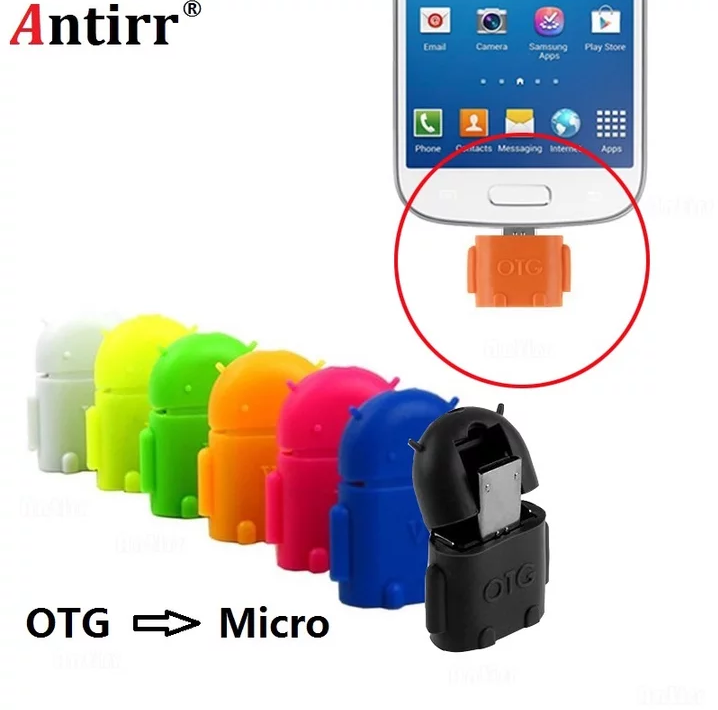 Antirr®
Email Camera Samsung Apps Play Store
Phone Contacts Messaging Internet Apps
OTG
OTG
OTG ⇨ Micro